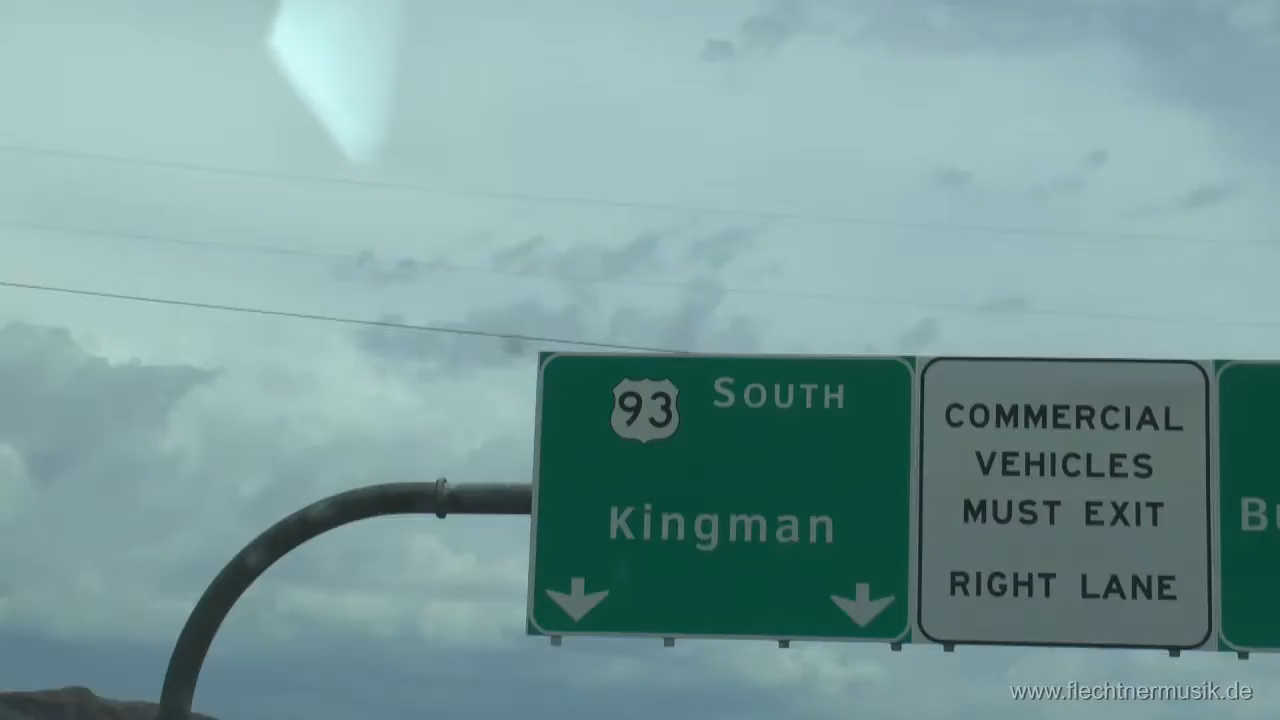 93 SOUTH
Kingman
COMMERCIAL
VEHICLES
MUST EXIT
RIGHT LANE
www.flechtnermusik.de